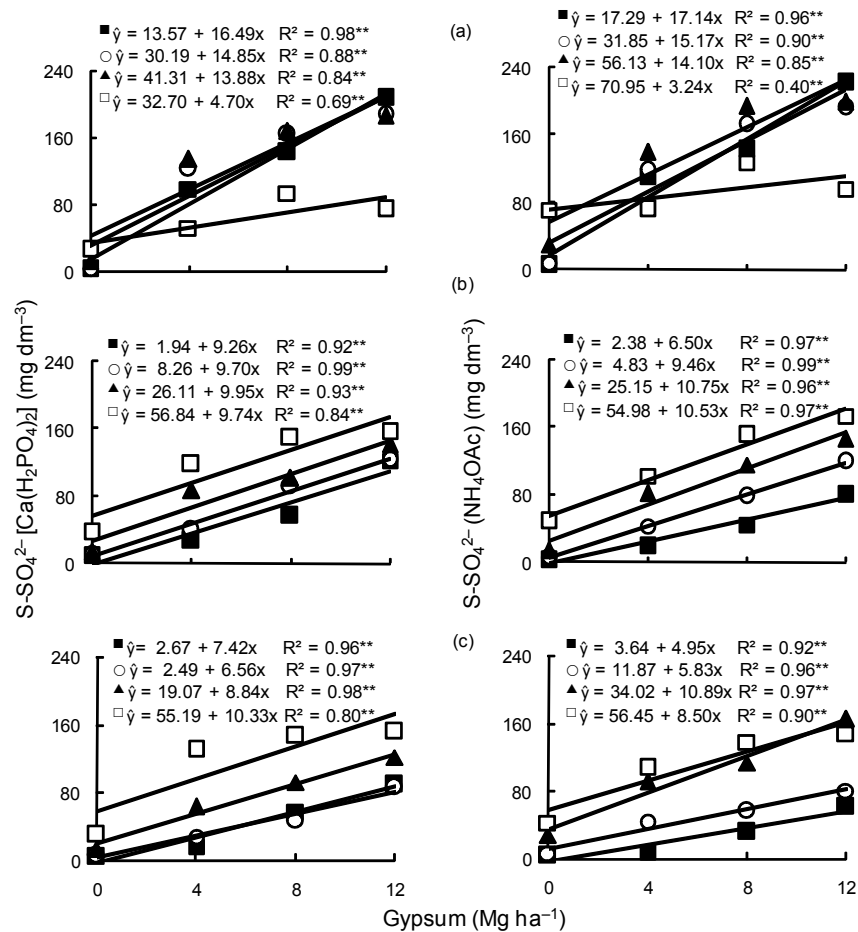 ŷ = 13.57 + 16.49x R² = 0.98**
ŷ = 30.19 + 14.85x R² = 0.88**
ŷ = 41.31 + 13.88x R² = 0.84**
ŷ = 32.70 + 4.70x R² = 0.69**
240
160
80
0
(a)
ŷ = 17.29 + 17.14x R² = 0.96**
ŷ = 31.85 + 15.17x R² = 0.90**
ŷ = 56.13 + 14.10x R² = 0.85**
ŷ = 70.95 + 3.24x R² = 0.40**
240
160
80
0
(b)
ŷ = 1.94 + 9.26x R² = 0.92**
ŷ = 8.26 + 9.70x R² = 0.99**
ŷ = 26.11 + 9.95x R² = 0.93**
ŷ = 56.84 + 9.74x R² = 0.84**
240
160
80
0
ŷ = 2.38 + 6.50x R² = 0.97**
ŷ = 4.83 + 9.46x R² = 0.99**
ŷ = 25.15 + 10.75x R² = 0.96**
ŷ = 54.98 + 10.53x R² = 0.97**
240
160
80
0
S-SO₄²⁻ [Ca(H₂PO₄)₂] (mg dm⁻³)
S-SO₄²⁻ (NH₄OAc) (mg dm⁻³)
(c)
ŷ= 2.67 + 7.42x R² = 0.96**
ŷ = 2.49 + 6.56x R² = 0.97**
ŷ = 19.07 + 8.84x R² = 0.98**
ŷ = 55.19 + 10.33x R² = 0.80**
240
160
80
0
0 4 8 12
ŷ = 3.64 + 4.95x R² = 0.92**
ŷ = 11.87 + 5.83x R² = 0.96**
ŷ = 34.02 + 10.89x R² = 0.97**
ŷ = 56.45 + 8.50x R² = 0.90**
240
160
80
0
0 4 8 12
Gypsum (Mg ha⁻¹)